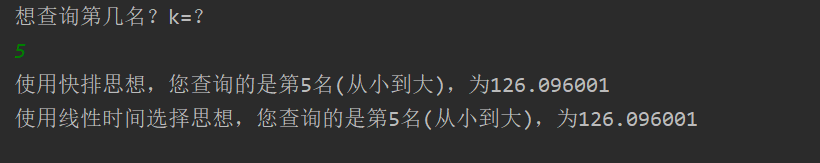 想查询第几名？k=？
5
使用快排思想，您查询的是第5名(从小到大)，为126.096001
使用线性时间选择思想，您查询的是第5名(从小到大)，为126.096001